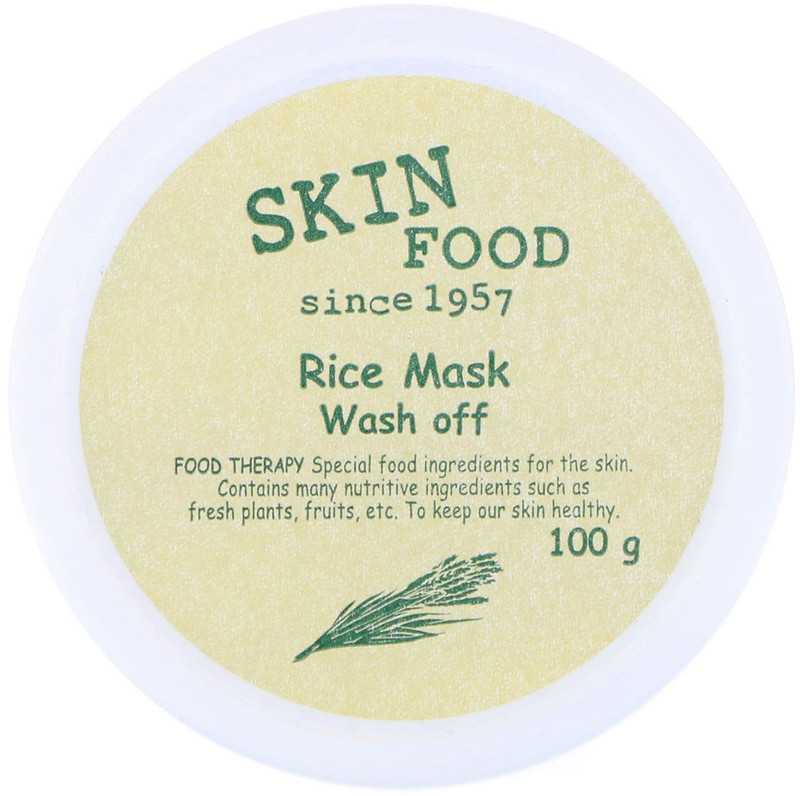 SKIN
FOOD
since 1957
Rice Mask
Wash off
FOOD THERAPY Special food ingredients for the skin.
Contains many nutritive ingredients such as
fresh plants, fruits, etc. To keep our skin healthy.
100 g